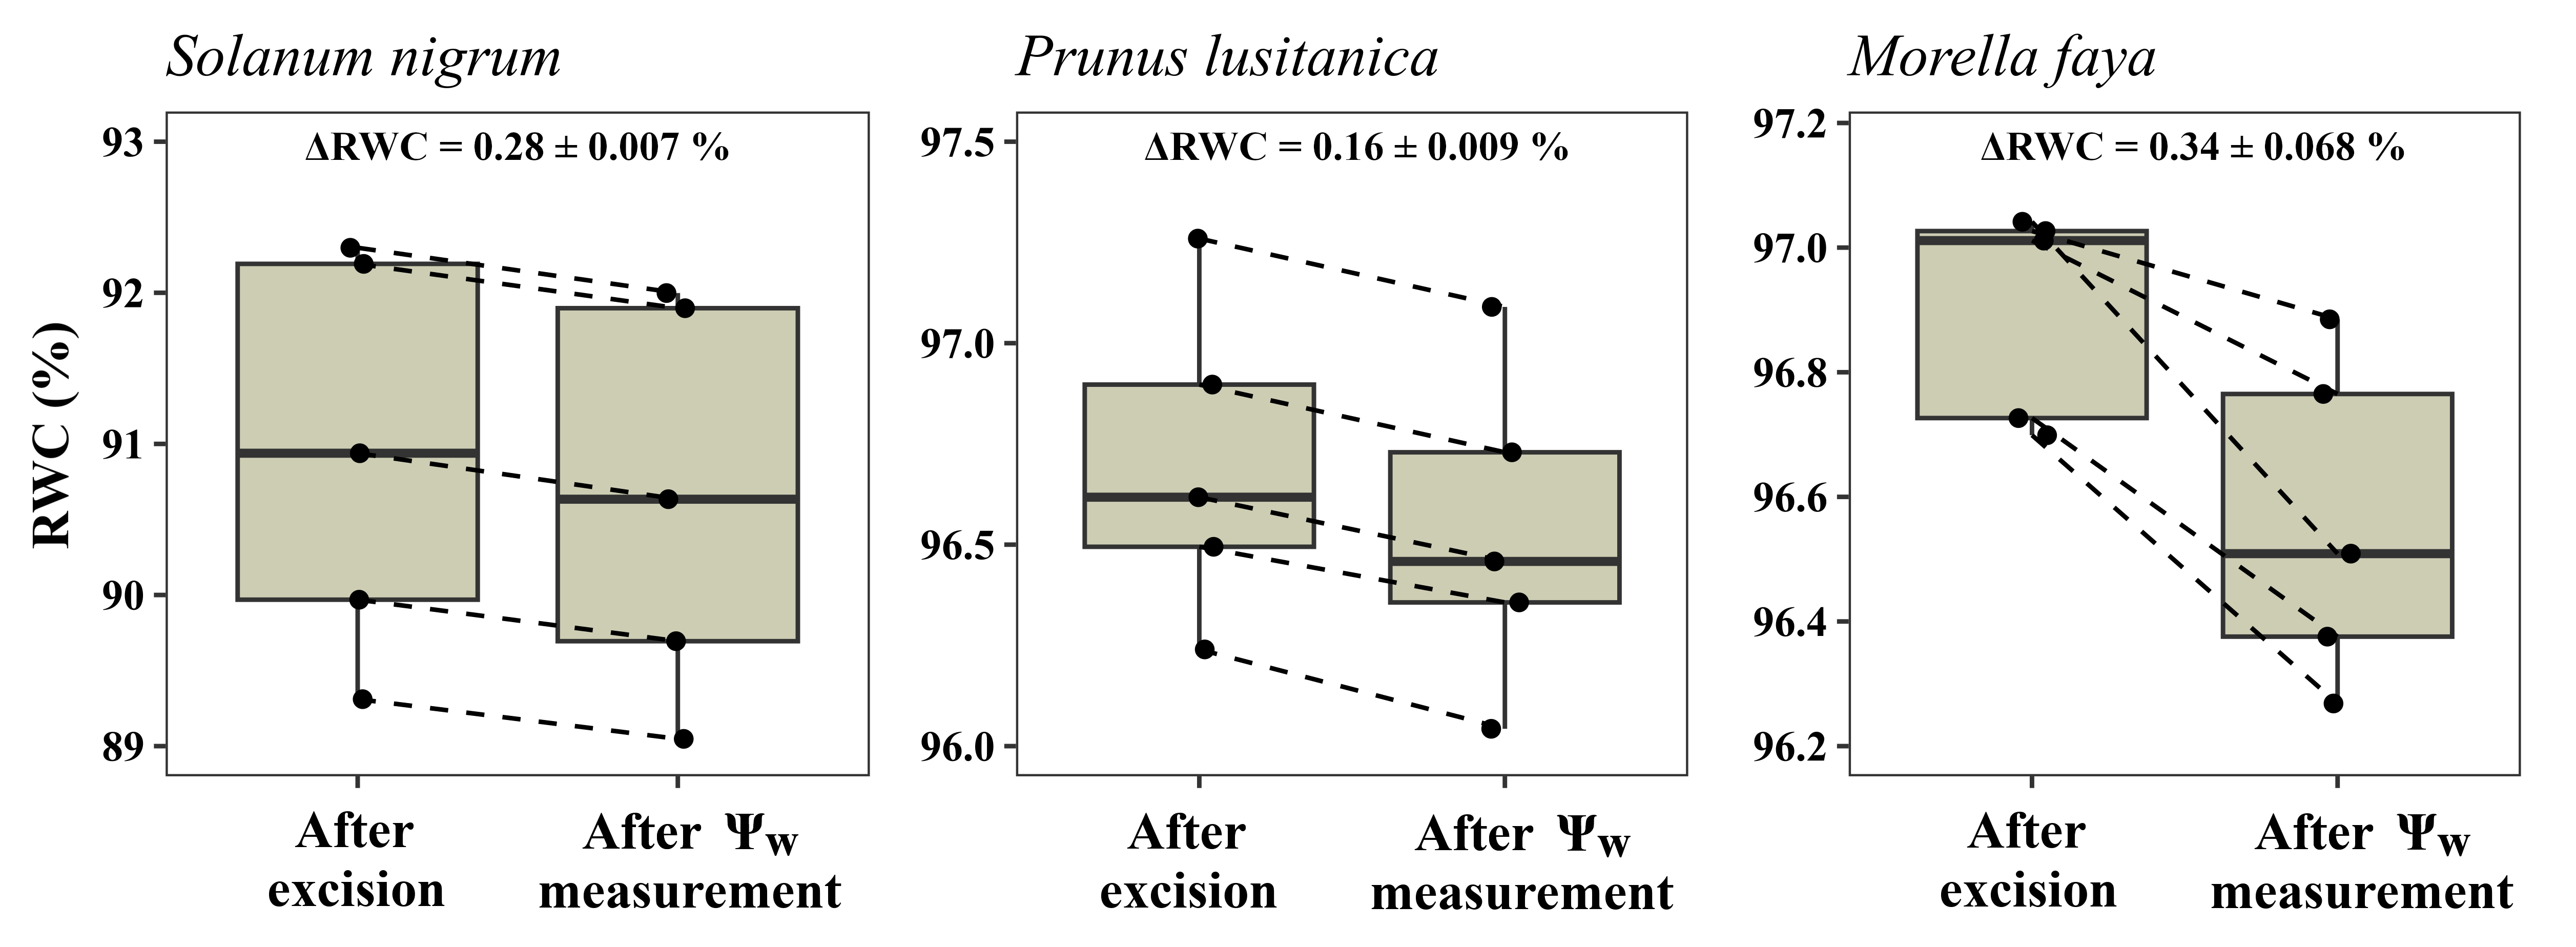 Solanum nigrum
Prunus lusitanica
Morella faya
RWC (%)
ΔRWC = 0.28 ± 0.007 %
93
92
91
90
89
After
excision
After Ψw
measurement
ΔRWC = 0.16 ± 0.009 %
97.5
97.0
96.5
96.0
After
excision
After Ψw
measurement
ΔRWC = 0.34 ± 0.068 %
97.2
97.0
96.8
96.6
96.4
96.2
After
excision
After Ψw
measurement